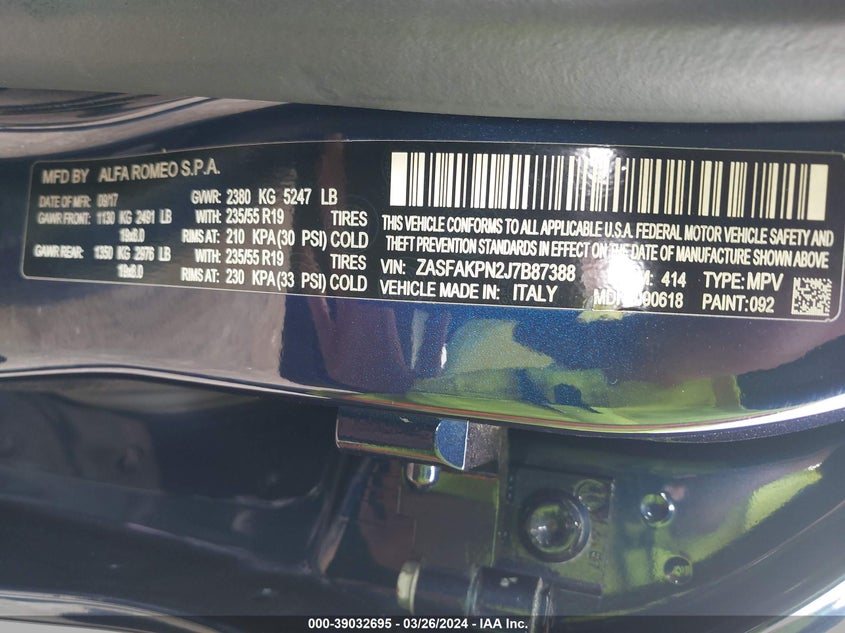 MFD BY ALFA ROMEO S.P.A.
DATE OF MFR: 09/17 GVWR: 2380 KG 5247 LB
GAWR FRONT: 1130 KG 2491 LB WITH: 235/55 R19 TIRES
19x8.0 RIMS AT: 210 KPA (30 PSI) COLD
GAWR REAR: 1350 KG 2976 LB WITH: 235/55 R19 TIRES
19x8.0 RIMS AT: 230 KPA (33 PSI) COLD
THIS VEHICLE CONFORMS TO ALL APPLICABLE U.S.A. FEDERAL MOTOR VEHICLE SAFETY AND
THEFT PREVENTION STANDARDS IN EFFECT ON THE DATE OF MANUFACTURE SHOWN ABOVE
VIN: ZASFAKPN2J7B87388 414 TYPE: MPV
VEHICLE MADE IN: ITALY 090618 PAINT: 092
000-39032695 - 03/26/2024 - IAA Inc.